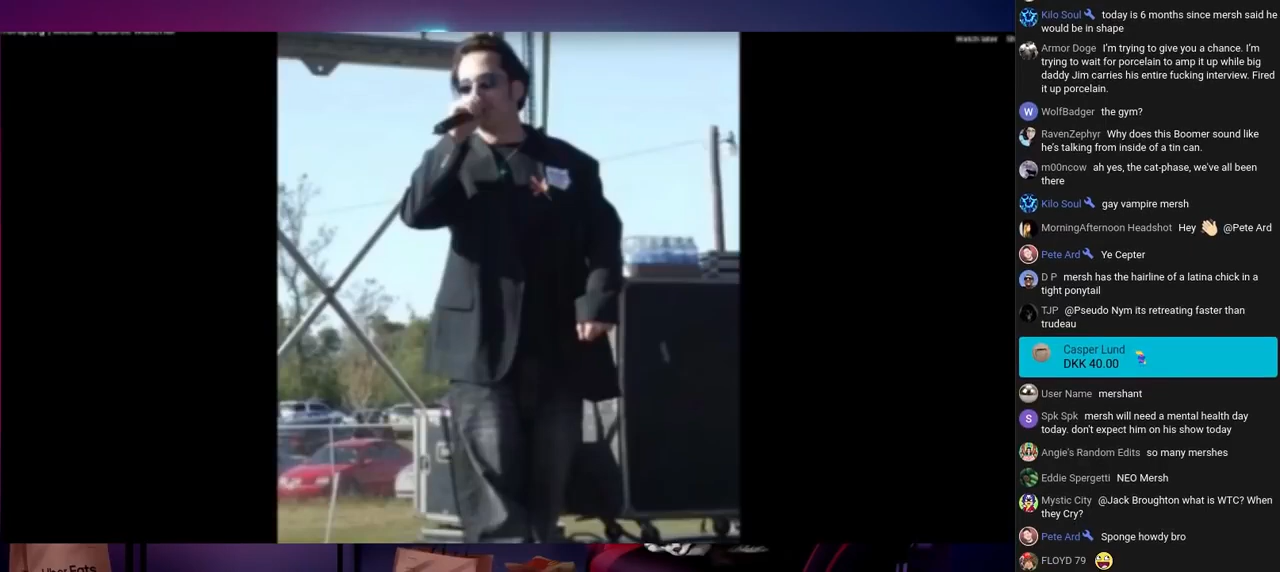 Watch later
Uber Eats
Kilo Soul today is 6 months since mersh said he
would be in shape
Armor Doge I'm trying to give you a chance. I'm
trying to wait for porcelain to amp it up while big
daddy Jim carries his entire fucking interview. Fired
it up porcelain.
W WolfBadger the gym?
RavenZephyr Why does this Boomer sound like
he's talking from inside of a tin can.
m00ncow ah yes, the cat-phase, we've all been
there
Kilo Soul gay vampire mersh
MorningAfternoon Headshot Hey 👋🏻 @Pete Ard
Pete Ard Ye Cepter
D P mersh has the hairline of a latina chick in a
tight ponytail
TJP @Pseudo Nym its retreating faster than
trudeau
Casper Lund
DKK 40.00
User Name mershant
S Spk Spk mersh will need a mental health day
today. don't expect him on his show today
Angie's Random Edits so many mershes
Eddie Spergetti NEO Mersh
Mystic City @Jack Broughton what is WTC? When
they Cry?
Pete Ard Sponge howdy bro
FLOYD 79 😆